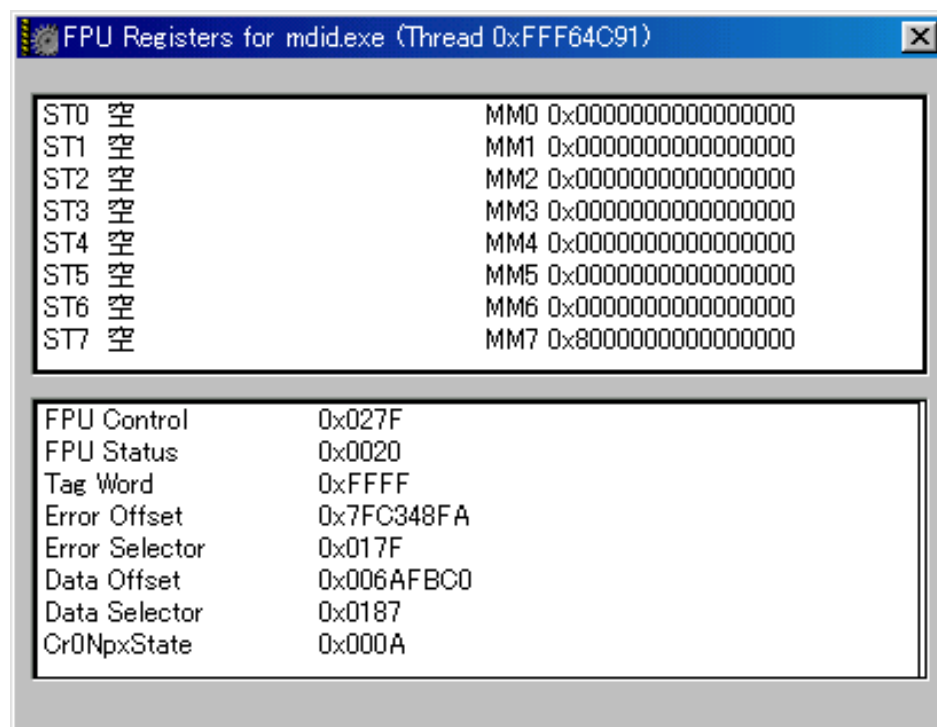 FPU Registers for mdid.exe (Thread 0xFFF64C91)
ST0 空 MM0 0x0000000000000000
ST1 空 MM1 0x0000000000000000
ST2 空 MM2 0x0000000000000000
ST3 空 MM3 0x0000000000000000
ST4 空 MM4 0x0000000000000000
ST5 空 MM5 0x0000000000000000
ST6 空 MM6 0x0000000000000000
ST7 空 MM7 0x8000000000000000
FPU Control 0x027F
FPU Status 0x0020
Tag Word 0xFFFF
Error Offset 0x7FC348FA
Error Selector 0x017F
Data Offset 0x006AFBC0
Data Selector 0x0187
Cr0NpxState 0x000A